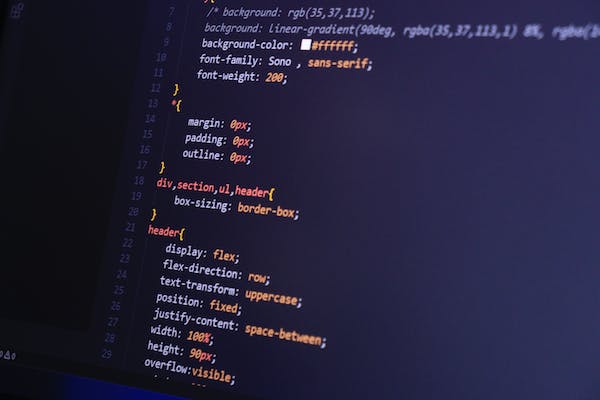 7 /* background: rgb(35,37,113);
8 background: linear-gradient(90deg, rgba(35,37,113,1) 8%, rgba(
9 background-color: #ffffff;
10 font-family: Sono , sans-serif;
11 font-weight: 200;
12 }
13 *{
14 margin: 0px;
15 padding: 0px;
16 outline: 0px;
17 }
18 div,section,ul,header{
19 box-sizing: border-box;
20 }
21 header{
22 display: flex;
23 flex-direction: row;
24 text-transform: uppercase;
25 position: fixed;
26 justify-content: space-between;
27 width: 100%;
28 height: 90px;
29 overflow:visible;